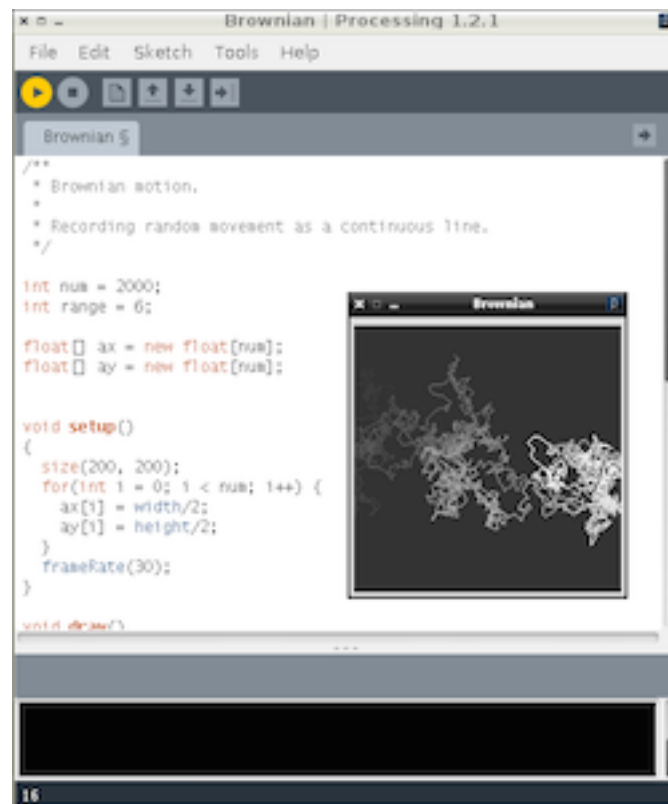 Brownian | Processing 1.2.1
File Edit Sketch Tools Help
Brownian §
/**
 * Brownian motion.
 *
 * Recording random movement as a continuous line.
 */
int num = 2000;
int range = 6;
float[] ax = new float[num];
float[] ay = new float[num];
void setup()
{
  size(200, 200);
  for(int i = 0; i < num; i++) {
    ax[i] = width/2;
    ay[i] = height/2;
  }
  frameRate(30);
}
void draw()
Brownian
16